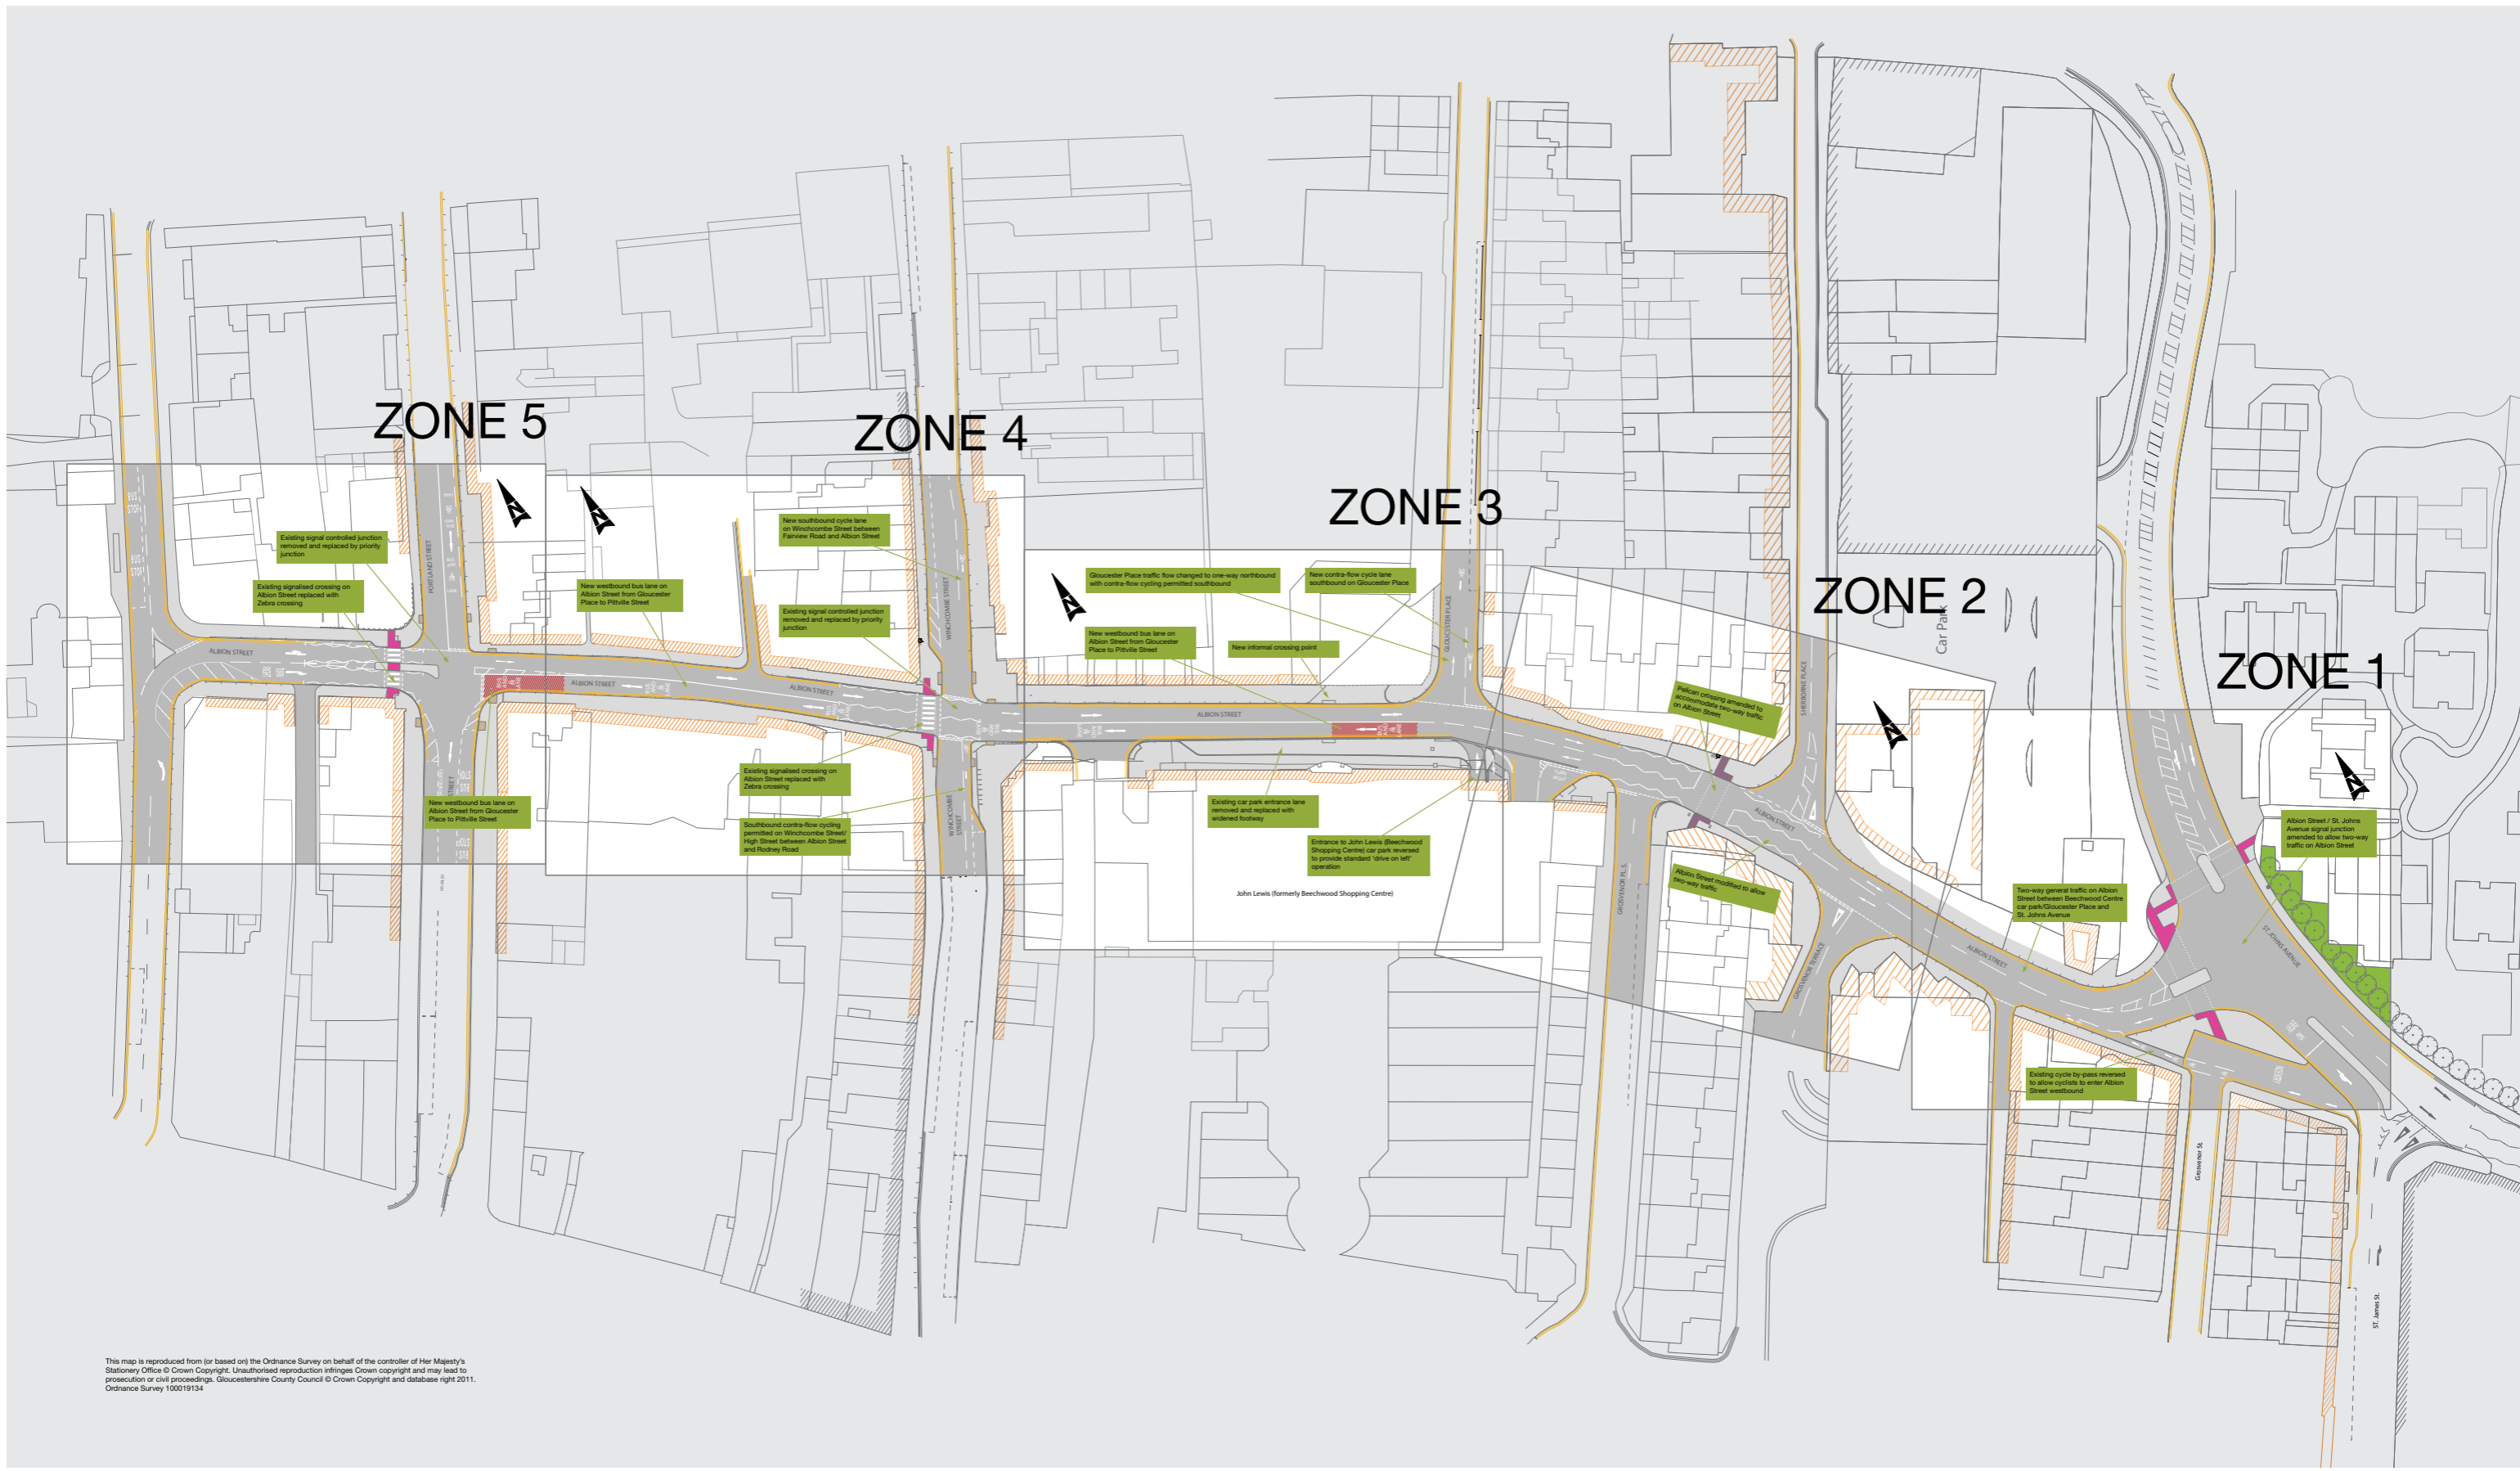 ZONE 5
ZONE 4
ZONE 3
ZONE 2
ZONE 1
Existing signal controlled junction
removed and replaced by priority
junction
Existing signalised crossing on
Albion Street replaced with
Zebra crossing
New westbound bus lane on
Albion Street from Gloucester
Place to Pittville Street
New southbound cycle lane
on Winchcombe Street between
Fairview Road and Albion Street
Existing signal controlled junction
removed and replaced by priority
junction
New westbound bus lane on
Albion Street from Gloucester
Place to Pittville Street
Existing signalised crossing on
Albion Street replaced with
Zebra crossing
Southbound contra-flow cycling
permitted on Winchcombe Street/
High Street between Albion Street
and Rodney Road
Gloucester Place traffic flow changed to one-way northbound
with contra-flow cycling permitted southbound
New contra-flow cycle lane
southbound on Gloucester Place
New westbound bus lane on
Albion Street from Gloucester
Place to Pittville Street
New informal crossing point
Existing car park entrance lane
removed and replaced with
widened footway
Entrance to John Lewis (Beechwood
Shopping Centre) car park reversed
to provide standard 'drive on left'
operation
John Lewis (formerly Beechwood Shopping Centre)
Pelican crossing amended to
accommodate two-way traffic
on Albion Street
Albion Street modified to allow
two-way traffic
Car Park
Two-way general traffic on Albion
Street between Beechwood Centre
car park/Gloucester Place and
St. Johns Avenue
Albion Street / St. Johns
Avenue signal junction
amended to allow two-way
traffic on Albion Street
Existing cycle by-pass reversed
to allow cyclists to enter Albion
Street westbound
BUS
STOP
BUS
STOP
PORTLAND STREET
ALBION STREET
ALBION STREET
ALBION STREET
WINCHCOMBE STREET
WINCHCOMBE
STREET
ALBION STREET
GLOUCESTER PLACE
SHERBORNE PLACE
ALBION STREET
GROSVENOR PL.S.
GROSVENOR TERRACE
ALBION STREET
ST.JOHNS AVENUE
Grosvenor St.
ST. James St.
N
N
N
N
N
This map is reproduced from (or based on) the Ordnance Survey on behalf of the controller of Her Majesty's
Stationery Office © Crown Copyright. Unauthorised reproduction infringes Crown copyright and may lead to
prosecution or civil proceedings. Gloucestershire County Council © Crown Copyright and database right 2011.
Ordnance Survey 100019134